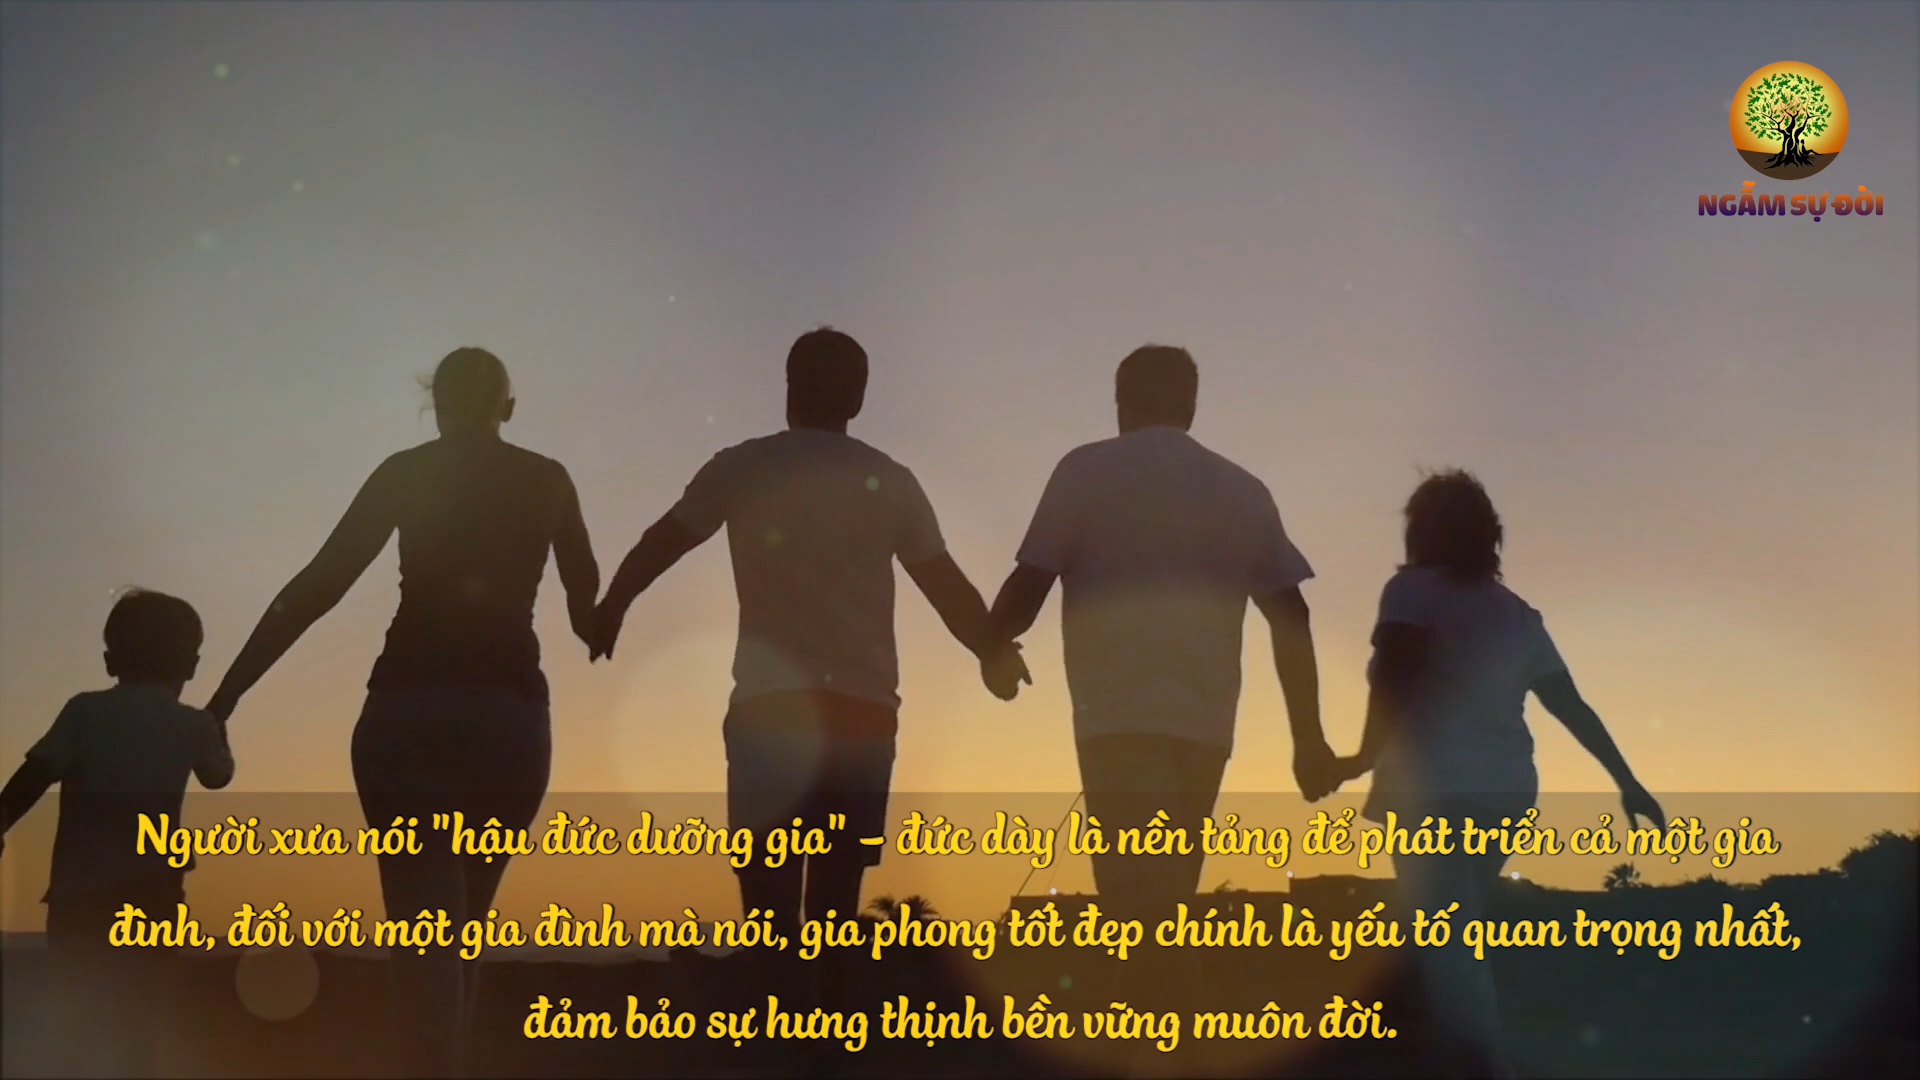 NGẪM SỰ ĐỜI
Người xưa nói "hậu đức dưỡng gia" – đức dày là nền tảng để phát triển cả một gia
đình, đối với một gia đình mà nói, gia phong tốt đẹp chính là yếu tố quan trọng nhất,
đảm bảo sự hưng thịnh bền vững muôn đời.